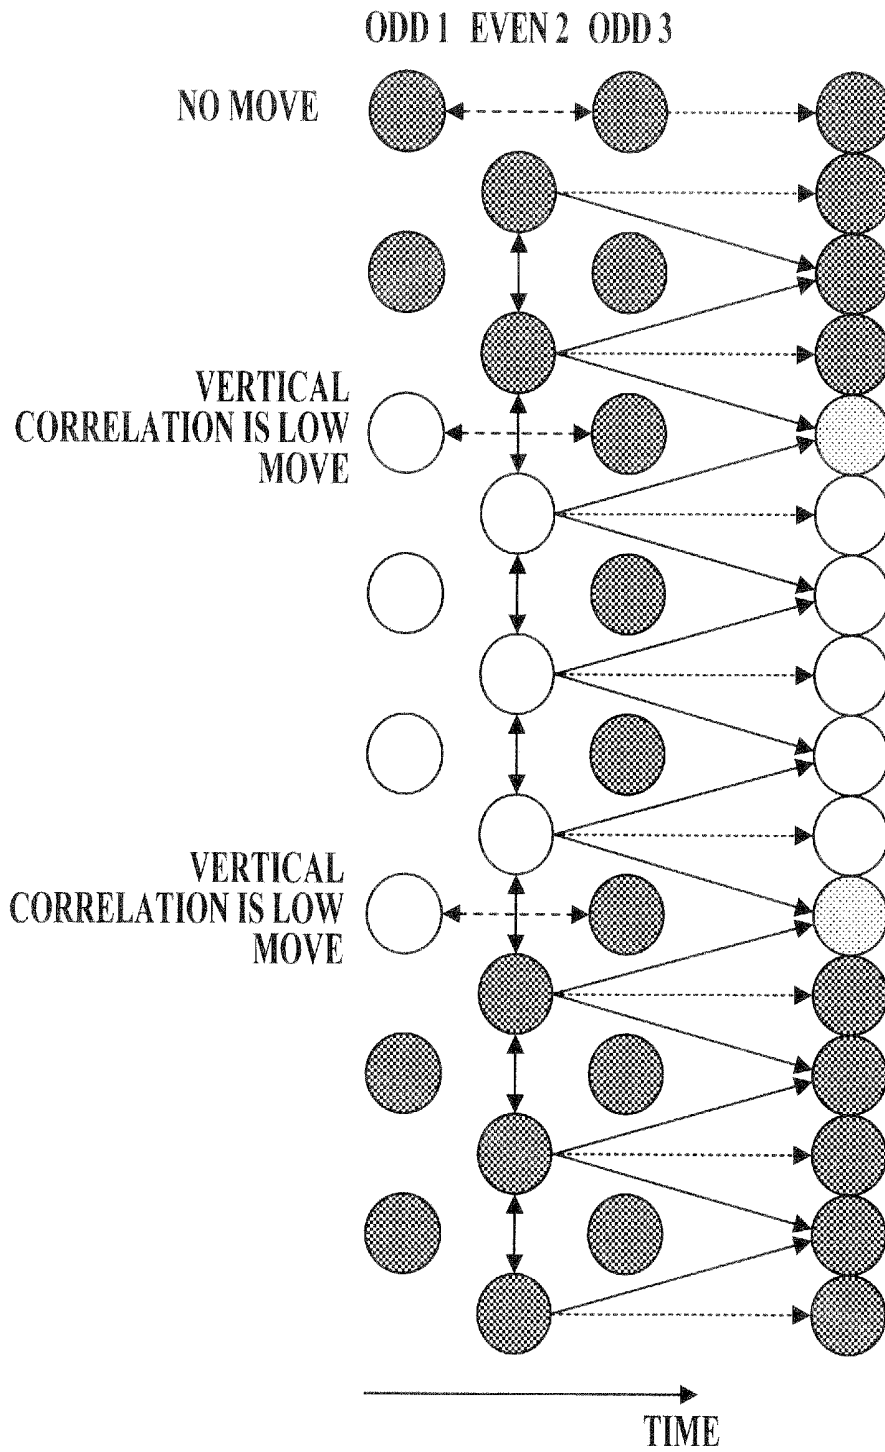 ODD 1 EVEN 2 ODD 3
NO MOVE
VERTICAL
CORRELATION IS LOW
MOVE
VERTICAL
CORRELATION IS LOW
MOVE
TIME